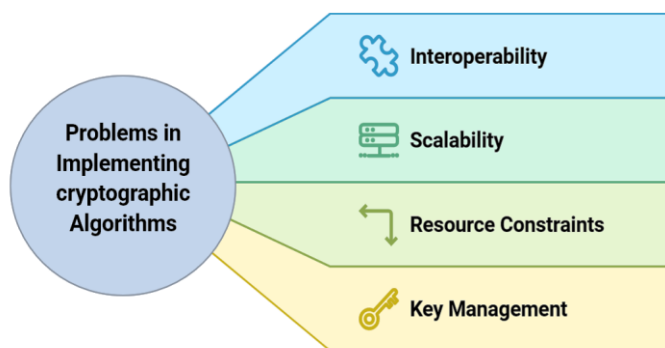 Problems in
Implementing
cryptographic
Algorithms
Interoperability
Scalability
Resource Constraints
Key Management